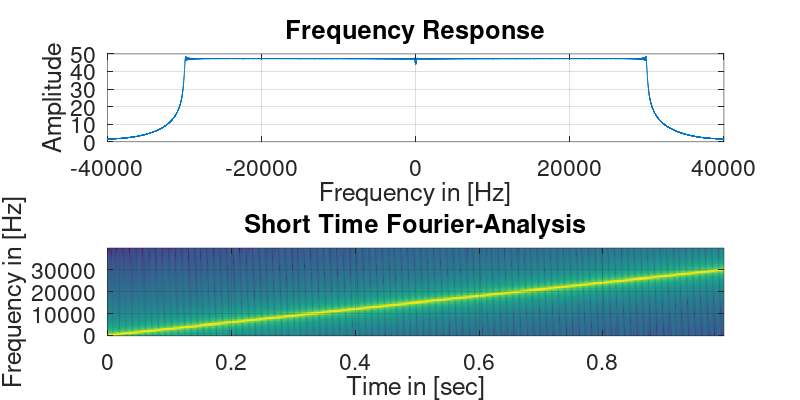 Frequency Response
Amplitude
50
40
30
20
10
0
-40000 -20000 0 20000 40000
Frequency in [Hz]
Short Time Fourier-Analysis
Frequency in [Hz]
30000
20000
10000
0
0 0.2 0.4 0.6 0.8
Time in [sec]